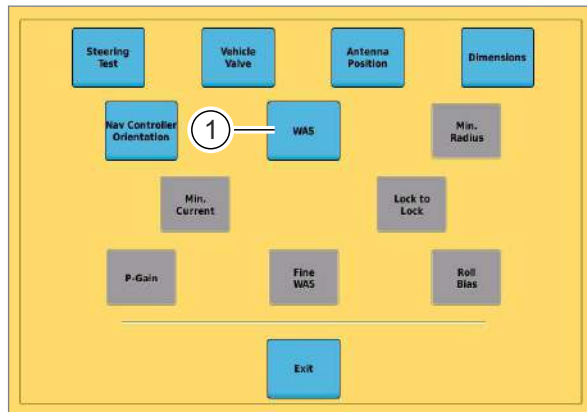 Steering
Test
Vehicle
Valve
Antenna
Position
Dimensions
Nav Controller
Orientation
1
WAS
Min.
Radius
Min.
Current
Lock to
Lock
P-Gain
Fine
WAS
Roll
Bias
Exit